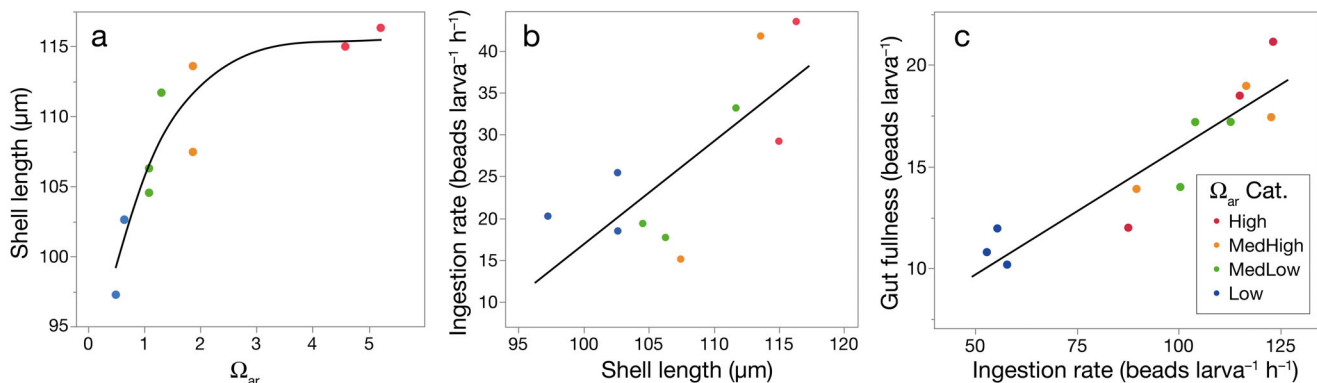 a
Shell length (µm)
115
110
105
100
95
0 1 2 3 4 5
Ωar
b
Ingestion rate (beads larva⁻¹ h⁻¹)
40
35
30
25
20
15
10
95 100 105 110 115 120
Shell length (µm)
c
Gut fullness (beads larva⁻¹)
20
15
10
50 75 100 125
Ingestion rate (beads larva⁻¹ h⁻¹)
Ωar Cat.
High
MedHigh
MedLow
Low